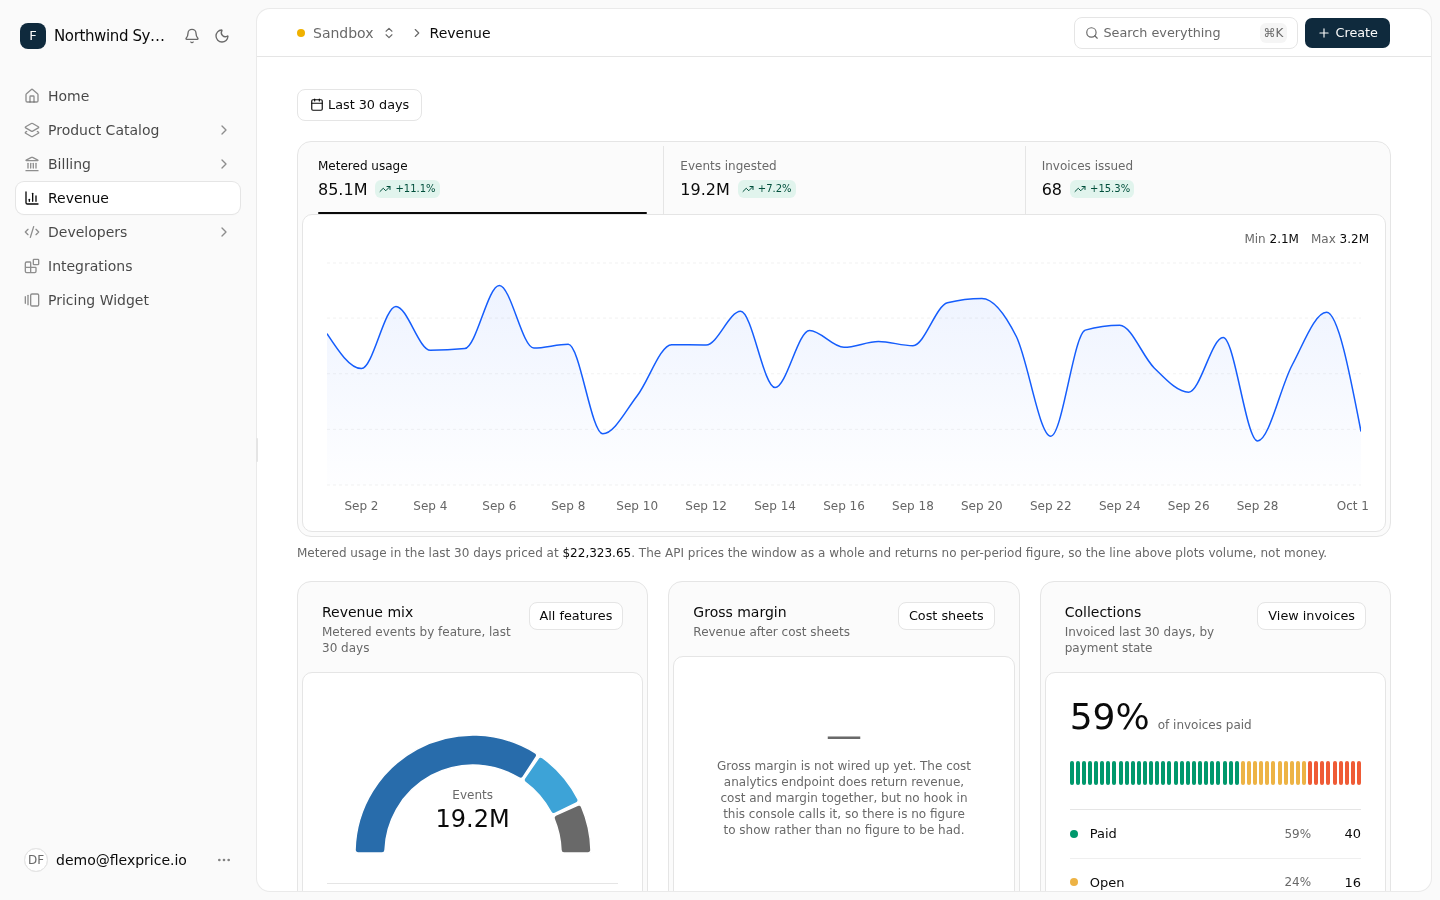 F Northwind Sy...
Home
Product Catalog
Billing
Revenue
Developers
Integrations
Pricing Widget
DF demo@flexprice.io
Sandbox Revenue
Search everything ⌘K
Create
Last 30 days
Metered usage
85.1M +11.1%
Events ingested
19.2M +7.2%
Invoices issued
68 +15.3%
Min 2.1M Max 3.2M
Sep 2 Sep 4 Sep 6 Sep 8 Sep 10 Sep 12 Sep 14 Sep 16 Sep 18 Sep 20 Sep 22 Sep 24 Sep 26 Sep 28 Oct 1
Metered usage in the last 30 days priced at $22,323.65. The API prices the window as a whole and returns no per-period figure, so the line above plots volume, not money.
Revenue mix
Metered events by feature, last
30 days
All features
Events
19.2M
Gross margin
Revenue after cost sheets
Cost sheets
—
Gross margin is not wired up yet. The cost
analytics endpoint does return revenue,
cost and margin together, but no hook in
this console calls it, so there is no figure
to show rather than no figure to be had.
Collections
Invoiced last 30 days, by
payment state
View invoices
59% of invoices paid
Paid 59% 40
Open 24% 16